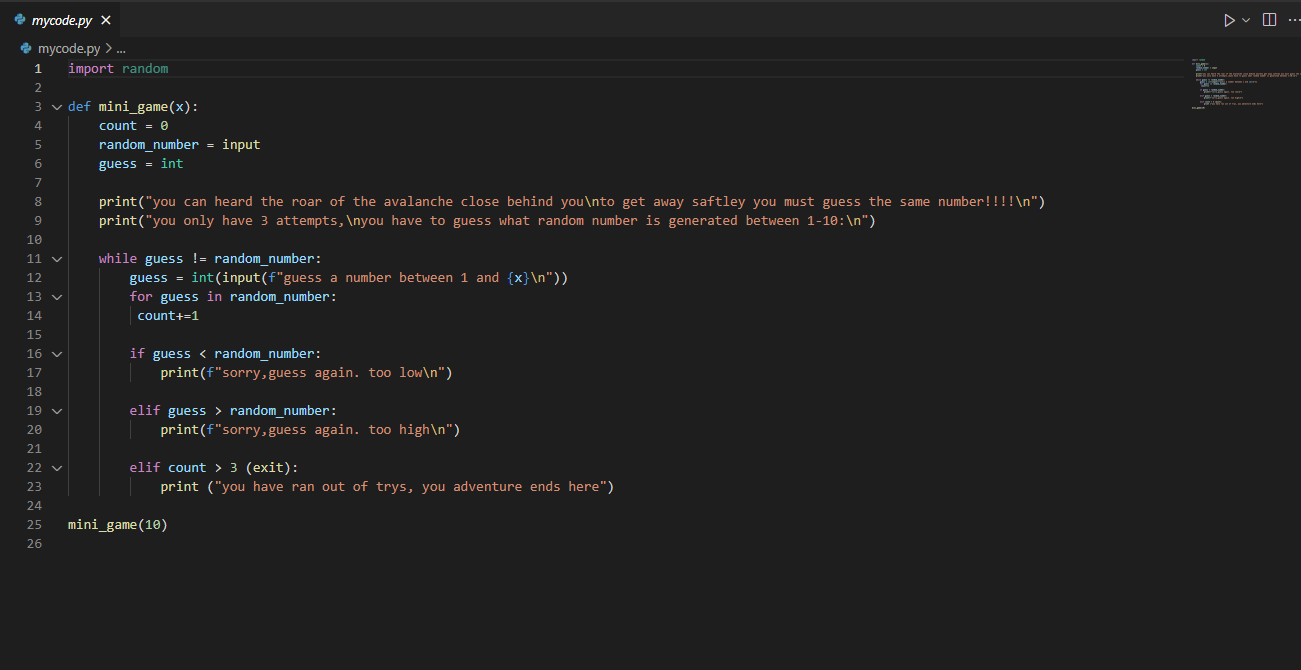 mycode.py
mycode.py > ...
1 import random
2
3 def mini_game(x):
4 count = 0
5 random_number = input
6 guess = int
7
8 print("you can heard the roar of the avalanche close behind you\nto get away saftley you must guess the same number!!!!\n")
9 print("you only have 3 attempts,\nyou have to guess what random number is generated between 1-10:\n")
10
11 while guess != random_number:
12 guess = int(input(f"guess a number between 1 and {x}\n"))
13 for guess in random_number:
14 count+=1
15
16 if guess < random_number:
17 print(f"sorry,guess again. too low\n")
18
19 elif guess > random_number:
20 print(f"sorry,guess again. too high\n")
21
22 elif count > 3 (exit):
23 print ("you have ran out of trys, you adventure ends here")
24
25 mini_game(10)
26